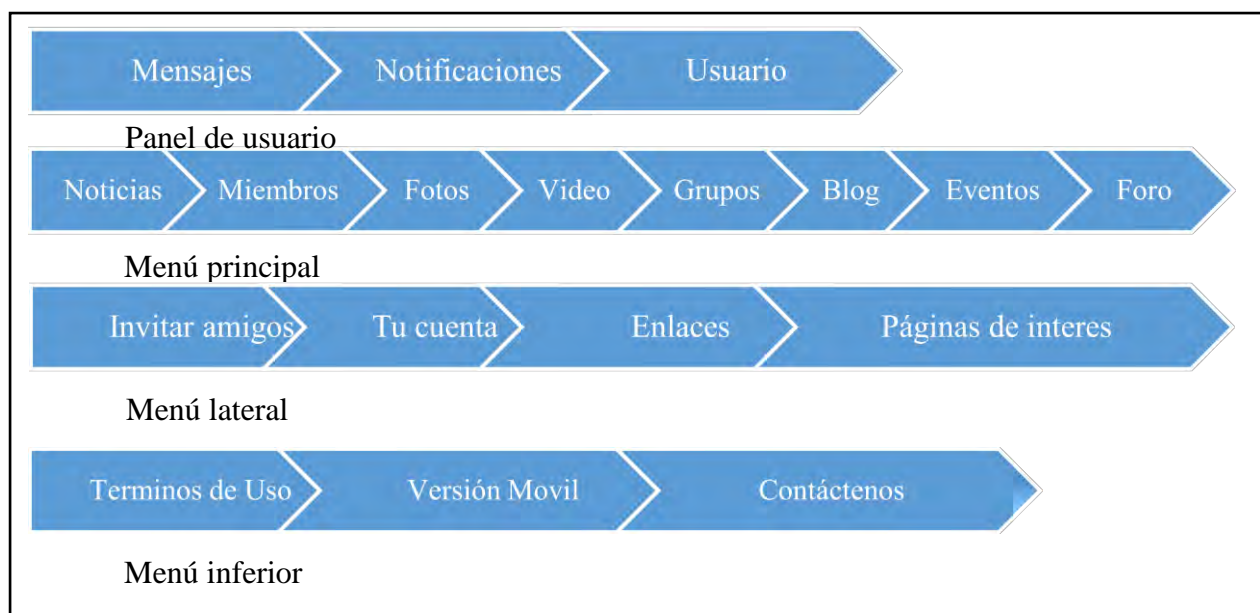 Mensajes Notificaciones Usuario
Panel de usuario
Noticias Miembros Fotos Video Grupos Blog Eventos Foro
Menú principal
Invitar amigos Tu cuenta Enlaces Páginas de interes
Menú lateral
Terminos de Uso Versión Movil Contáctenos
Menú inferior